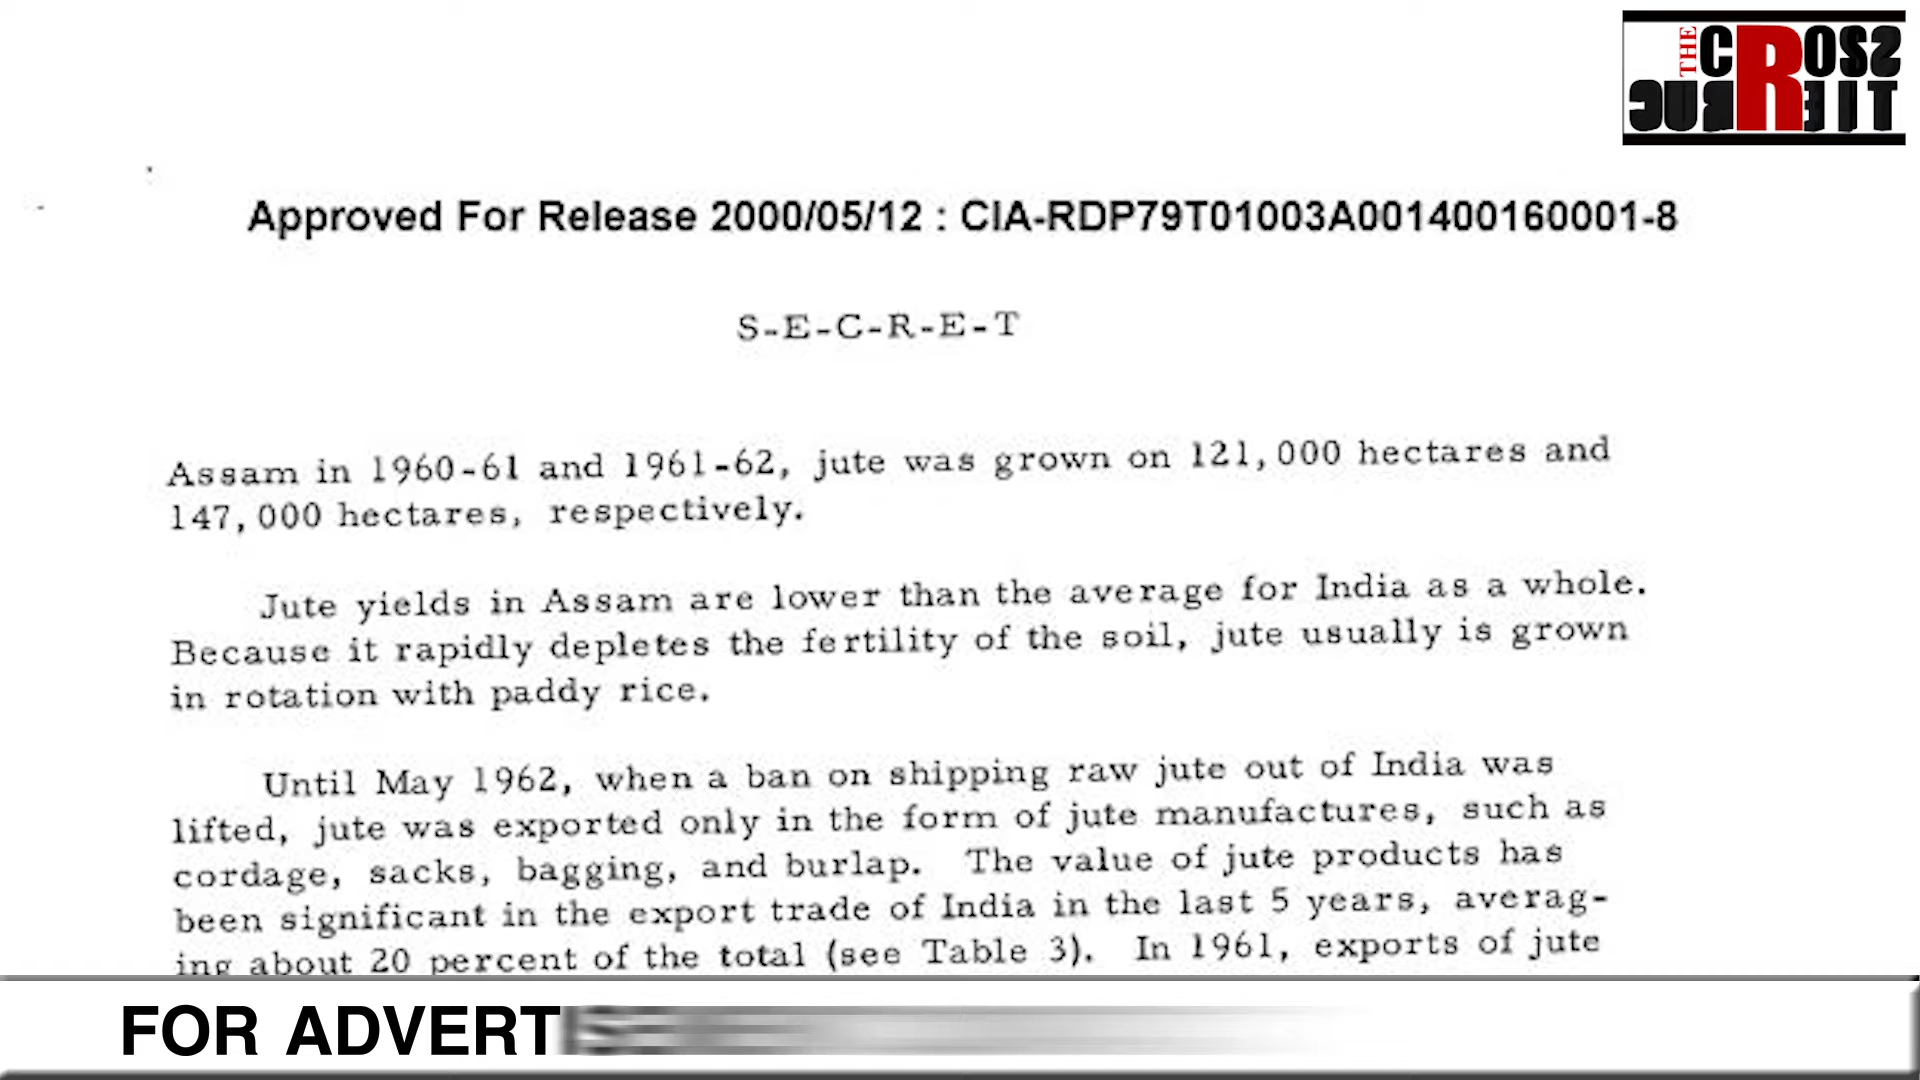 THE CROSS
CURRENT
Approved For Release 2000/05/12 : CIA-RDP79T01003A001400160001-8
S-E-C-R-E-T
Assam in 1960-61 and 1961-62, jute was grown on 121,000 hectares and
147,000 hectares, respectively.
Jute yields in Assam are lower than the average for India as a whole.
Because it rapidly depletes the fertility of the soil, jute usually is grown
in rotation with paddy rice.
Until May 1962, when a ban on shipping raw jute out of India was
lifted, jute was exported only in the form of jute manufactures, such as
cordage, sacks, bagging, and burlap. The value of jute products has
been significant in the export trade of India in the last 5 years, averag-
ing about 20 percent of the total (see Table 3). In 1961, exports of jute
FOR ADVERT